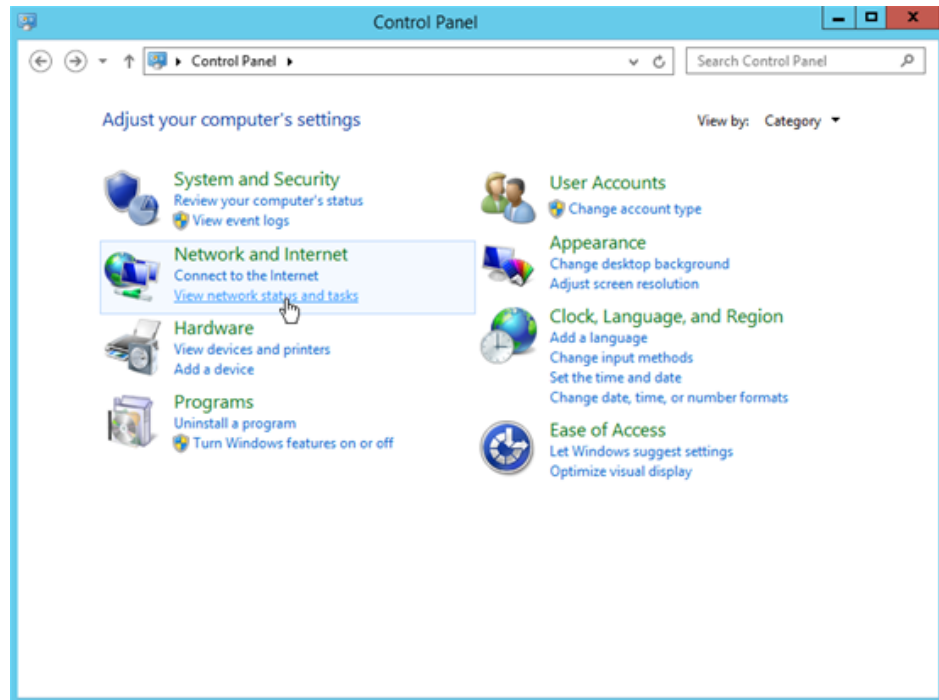 Control Panel
Control Panel
Search Control Panel
Adjust your computer's settings
View by: Category
System and Security
Review your computer's status
View event logs
Network and Internet
Connect to the Internet
View network status and tasks
Hardware
View devices and printers
Add a device
Programs
Uninstall a program
Turn Windows features on or off
User Accounts
Change account type
Appearance
Change desktop background
Adjust screen resolution
Clock, Language, and Region
Add a language
Change input methods
Set the time and date
Change date, time, or number formats
Ease of Access
Let Windows suggest settings
Optimize visual display